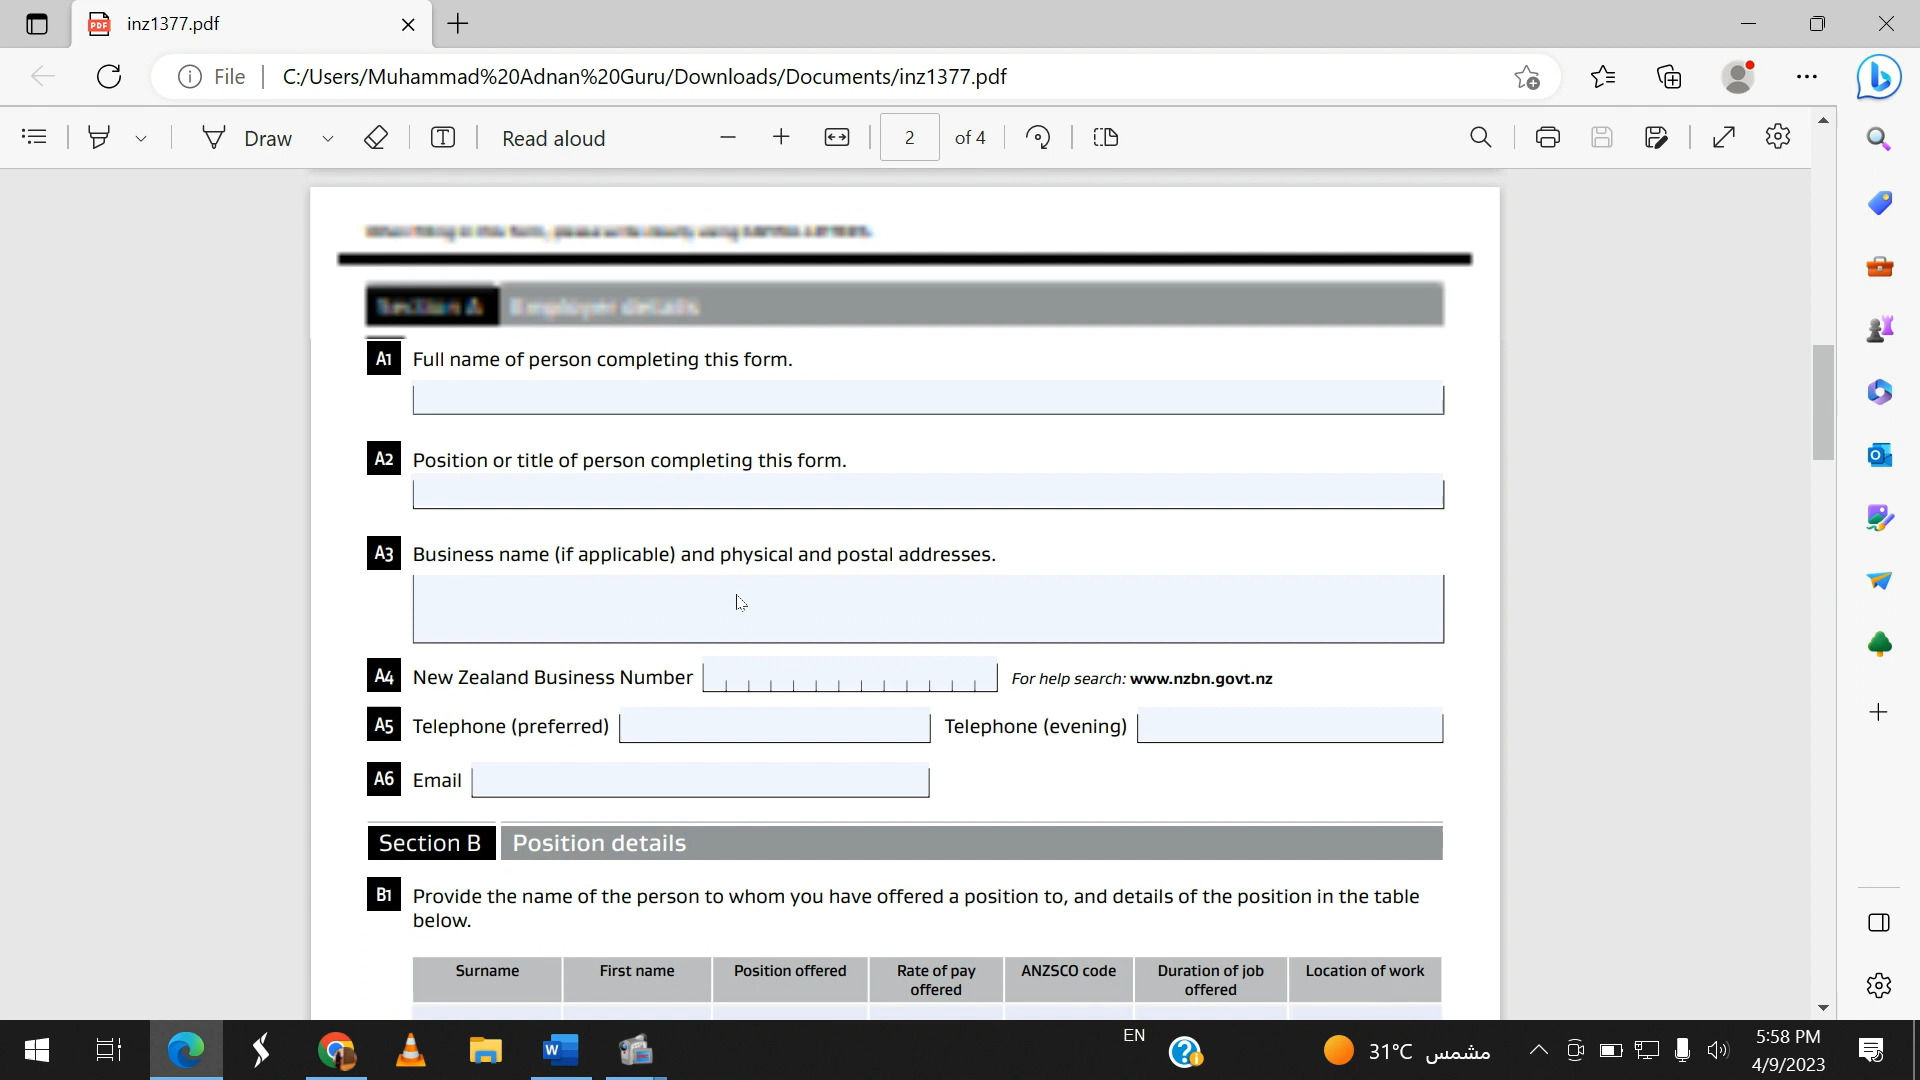 inz1377.pdf
File
C:/Users/Muhammad%20Adnan%20Guru/Downloads/Documents/inz1377.pdf
Draw
Read aloud
2 of 4
Section A Employer details
A1 Full name of person completing this form.
A2 Position or title of person completing this form.
A3 Business name (if applicable) and physical and postal addresses.
A4 New Zealand Business Number For help search: www.nzbn.govt.nz
A5 Telephone (preferred) Telephone (evening)
A6 Email
Section B Position details
B1 Provide the name of the person to whom you have offered a position to, and details of the position in the table
below.
Surname First name Position offered Rate of pay offered ANZSCO code Duration of job offered Location of work
EN
31°C مشمس
5:58 PM
4/9/2023